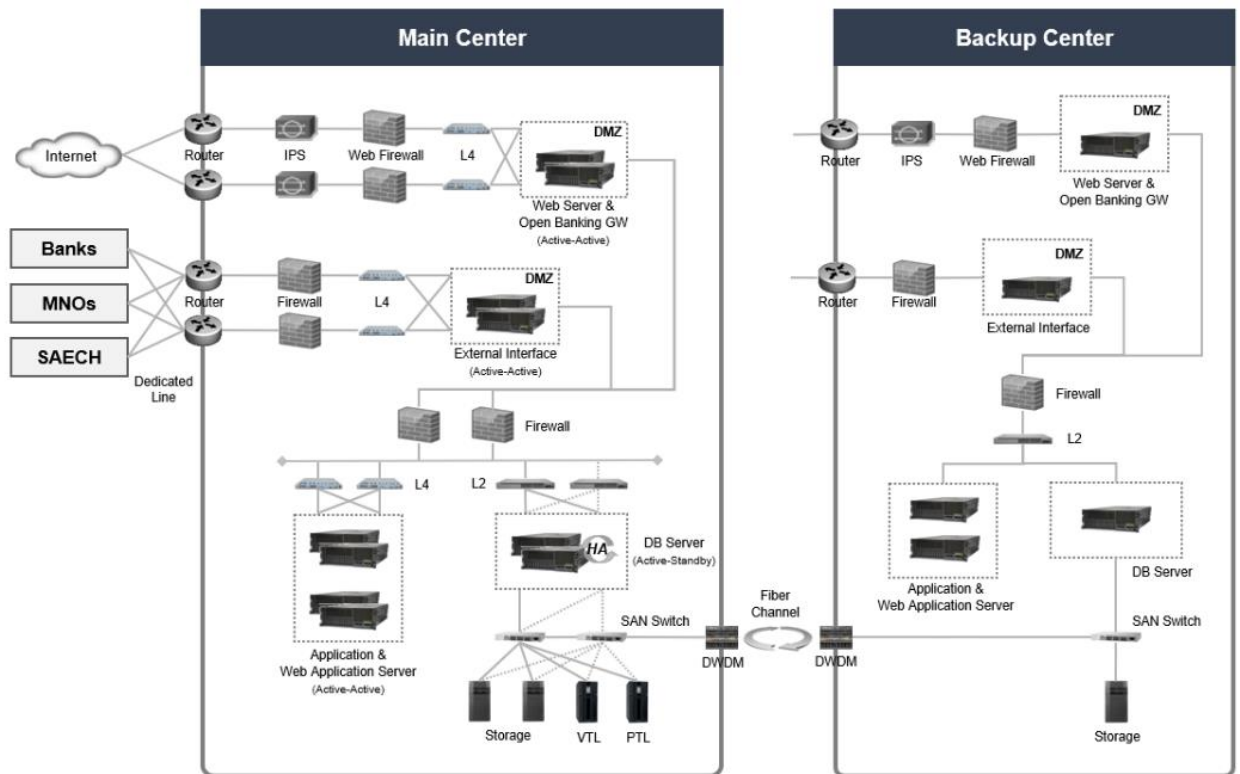 Main Center
Backup Center
Internet
Router
IPS
Web Firewall
L4
DMZ
Web Server &
Open Banking GW
(Active-Active)
Banks
MNOs
SAECH
Dedicated
Line
Router
Firewall
L4
DMZ
External Interface
(Active-Active)
Firewall
L4
L2
HA
DB Server
(Active-Standby)
Application &
Web Application Server
(Active-Active)
SAN Switch
DWDM
Storage
VTL
PTL
Fiber
Channel
Router
IPS
Web Firewall
DMZ
Web Server &
Open Banking GW
Router
Firewall
DMZ
External Interface
Firewall
L2
Application &
Web Application Server
DB Server
SAN Switch
DWDM
Storage